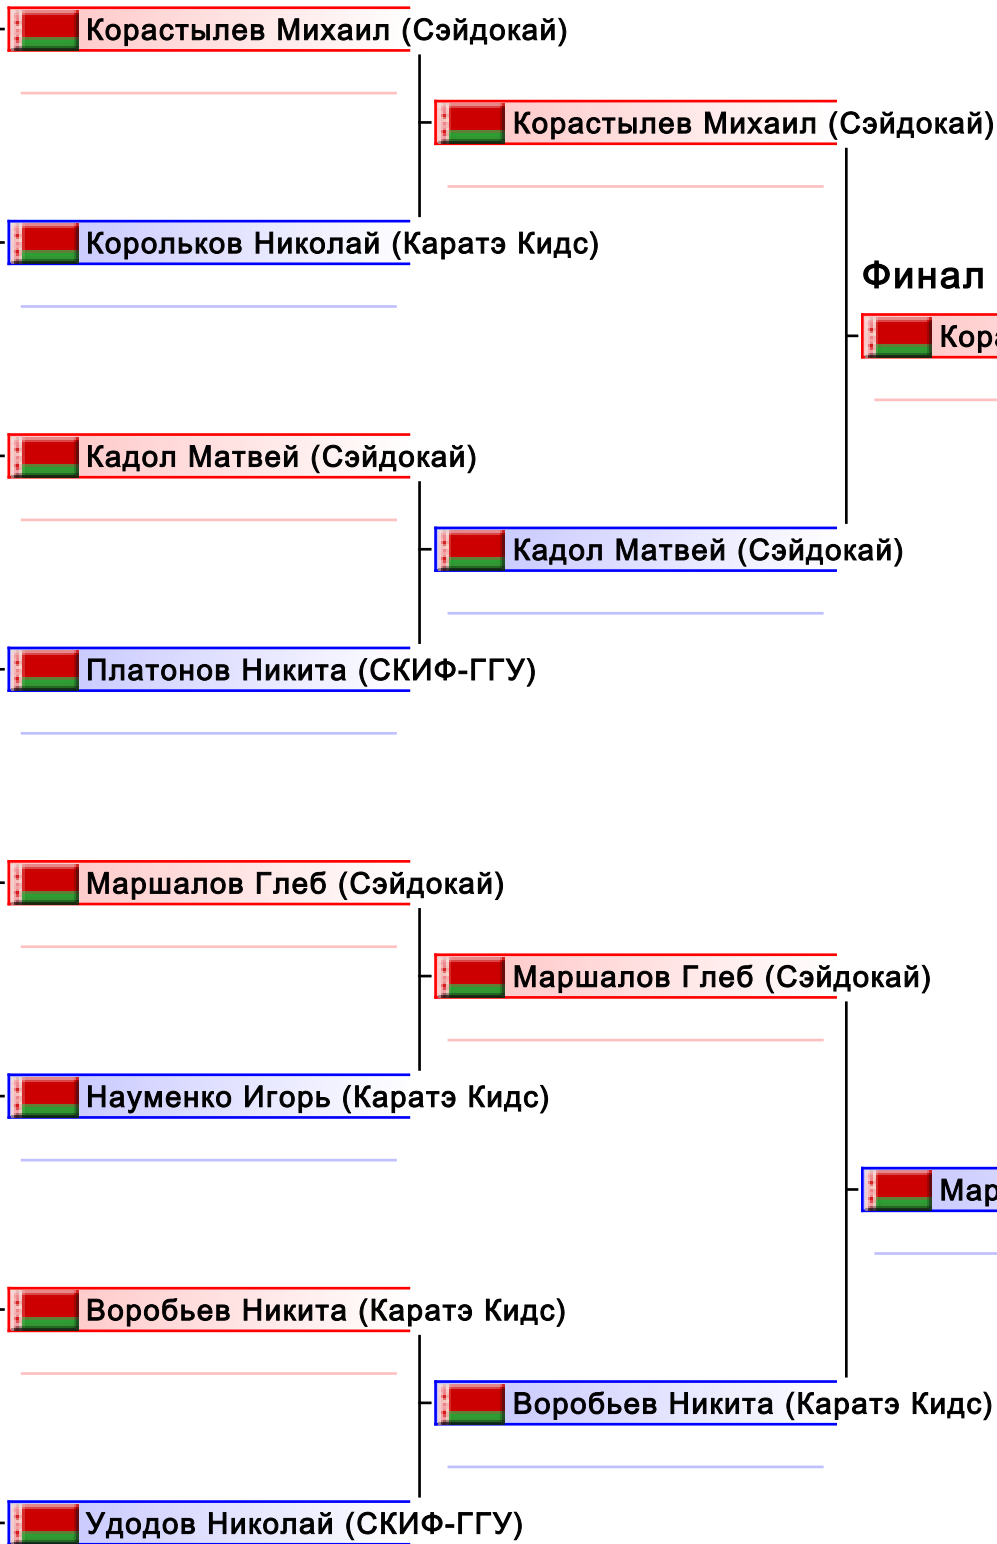 Корастылев Михаил (Сэйдокай)
Корастылев Михаил (Сэйдокай)
Корольков Николай (Каратэ Кидс)
Финал
Кора
Кадол Матвей (Сэйдокай)
Кадол Матвей (Сэйдокай)
Платонов Никита (СКИФ-ГГУ)
Маршалов Глеб (Сэйдокай)
Маршалов Глеб (Сэйдокай)
Науменко Игорь (Каратэ Кидс)
Мар
Воробьев Никита (Каратэ Кидс)
Воробьев Никита (Каратэ Кидс)
Удодов Николай (СКИФ-ГГУ)